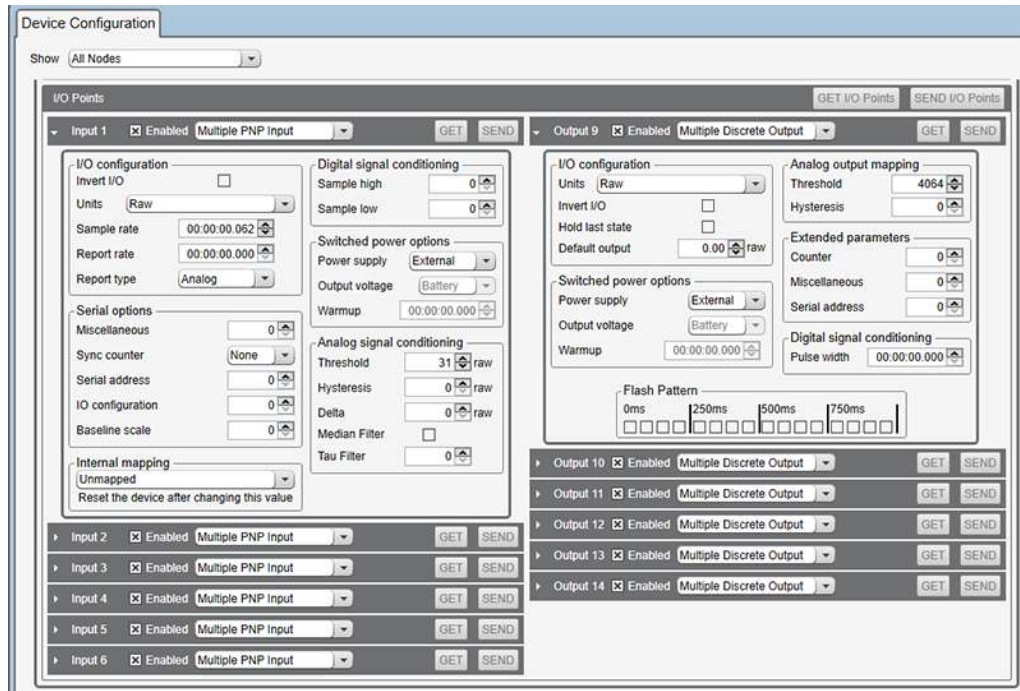 Device Configuration
Show All Nodes
I/O Points GET I/O Points SEND I/O Points
Input 1 Enabled Multiple PNP Input GET SEND
I/O configuration
Invert I/O
Units Raw
Sample rate 00:00:00.062
Report rate 00:00:00.000
Report type Analog
Serial options
Miscellaneous 0
Sync counter None
Serial address 0
IO configuration 0
Baseline scale 0
Internal mapping
Unmapped
Reset the device after changing this value
Digital signal conditioning
Sample high 0
Sample low 0
Switched power options
Power supply External
Output voltage Battery
Warmup 00:00:00.000
Analog signal conditioning
Threshold 31 raw
Hysteresis 0 raw
Delta 0 raw
Median Filter
Tau Filter 0
Input 2 Enabled Multiple PNP Input GET SEND
Input 3 Enabled Multiple PNP Input GET SEND
Input 4 Enabled Multiple PNP Input GET SEND
Input 5 Enabled Multiple PNP Input GET SEND
Input 6 Enabled Multiple PNP Input GET SEND
Output 9 Enabled Multiple Discrete Output GET SEND
I/O configuration
Units Raw
Invert I/O
Hold last state
Default output 0.00 raw
Switched power options
Power supply External
Output voltage Battery
Warmup 00:00:00.000
Analog output mapping
Threshold 4064
Hysteresis 0
Extended parameters
Counter 0
Miscellaneous 0
Serial address 0
Digital signal conditioning
Pulse width 00:00:00.000
Flash Pattern
0ms 250ms 500ms 750ms
Output 10 Enabled Multiple Discrete Output GET SEND
Output 11 Enabled Multiple Discrete Output GET SEND
Output 12 Enabled Multiple Discrete Output GET SEND
Output 13 Enabled Multiple Discrete Output GET SEND
Output 14 Enabled Multiple Discrete Output GET SEND